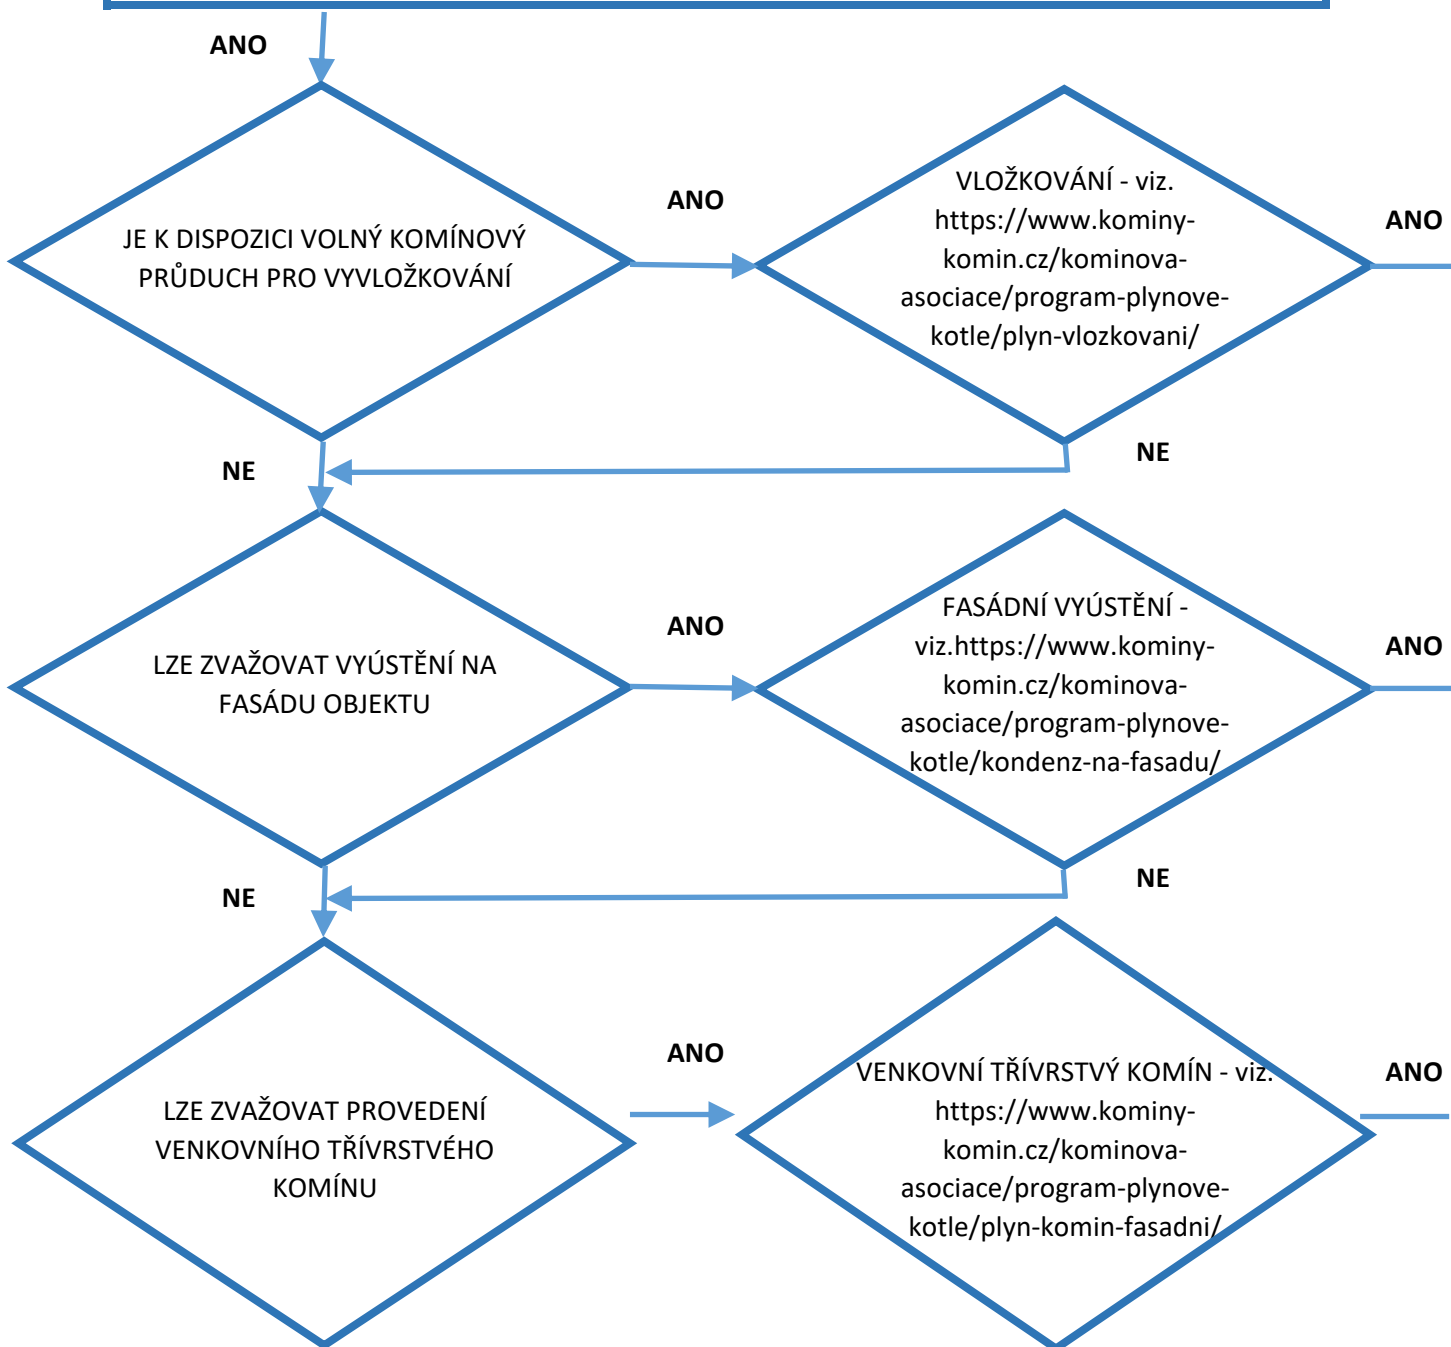 ANO
JE K DISPOZICI VOLNÝ KOMÍNOVÝ
PRŮDUCH PRO VYVLOŽKOVÁNÍ
ANO
VLOŽKOVÁNÍ - viz.
https://www.kominy-
komin.cz/kominova-
asociace/program-plynove-
kotle/plyn-vlozkovani/
ANO
NE
NE
LZE ZVAŽOVAT VYÚSTĚNÍ NA
FASÁDU OBJEKTU
ANO
FASÁDNÍ VYÚSTĚNÍ -
viz.https://www.kominy-
komin.cz/kominova-
asociace/program-plynove-
kotle/kondenz-na-fasadu/
ANO
NE
NE
LZE ZVAŽOVAT PROVEDENÍ
VENKOVNÍHO TŘÍVRSTVÉHO
KOMÍNU
ANO
VENKOVNÍ TŘÍVRSTVÝ KOMÍN - viz.
https://www.kominy-
komin.cz/kominova-
asociace/program-plynove-
kotle/plyn-komin-fasadni/
ANO